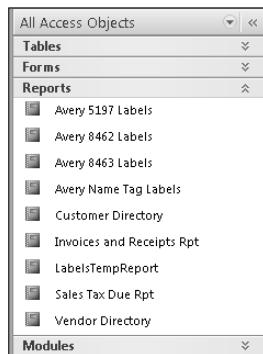 All Access Objects
Tables
Forms
Reports
Avery 5197 Labels
Avery 8462 Labels
Avery 8463 Labels
Avery Name Tag Labels
Customer Directory
Invoices and Receipts Rpt
LabelsTempReport
Sales Tax Due Rpt
Vendor Directory
Modules